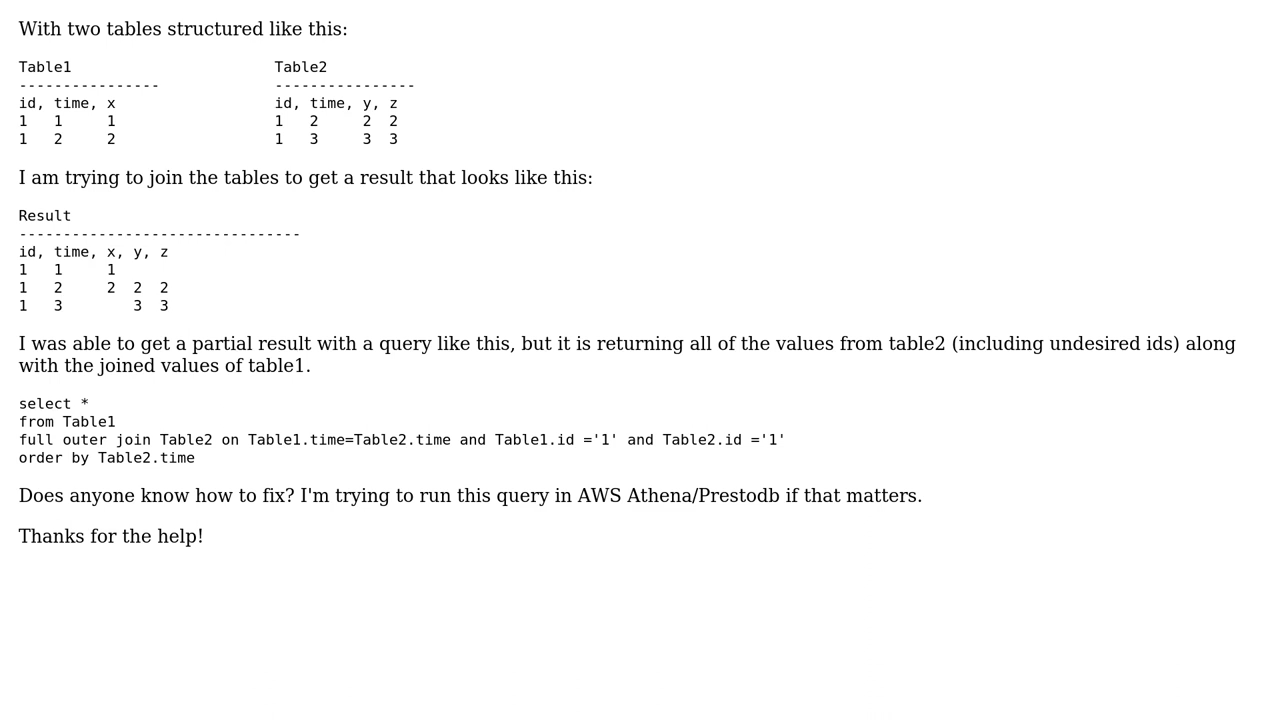 With two tables structured like this:
Table1                       Table2
----------------             ----------------
id, time, x                  id, time, y, z
1   1     1                  1   2     2  2
1   2     2                  1   3     3  3
I am trying to join the tables to get a result that looks like this:
Result
--------------------------------
id, time, x, y, z
1   1     1
1   2     2  2  2
1   3        3  3
I was able to get a partial result with a query like this, but it is returning all of the values from table2 (including undesired ids) along
with the joined values of table1.
select *
from Table1
full outer join Table2 on Table1.time=Table2.time and Table1.id ='1' and Table2.id ='1'
order by Table2.time
Does anyone know how to fix? I'm trying to run this query in AWS Athena/Prestodb if that matters.
Thanks for the help!